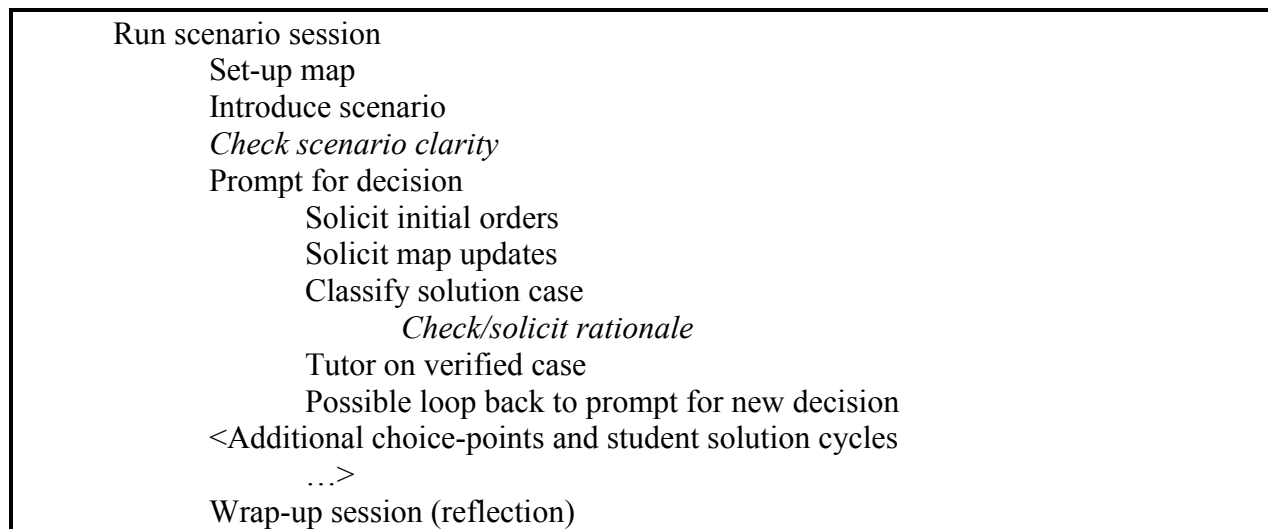 Run scenario session
Set-up map
Introduce scenario
Check scenario clarity
Prompt for decision
Solicit initial orders
Solicit map updates
Classify solution case
Check/solicit rationale
Tutor on verified case
Possible loop back to prompt for new decision
<Additional choice-points and student solution cycles
…>
Wrap-up session (reflection)